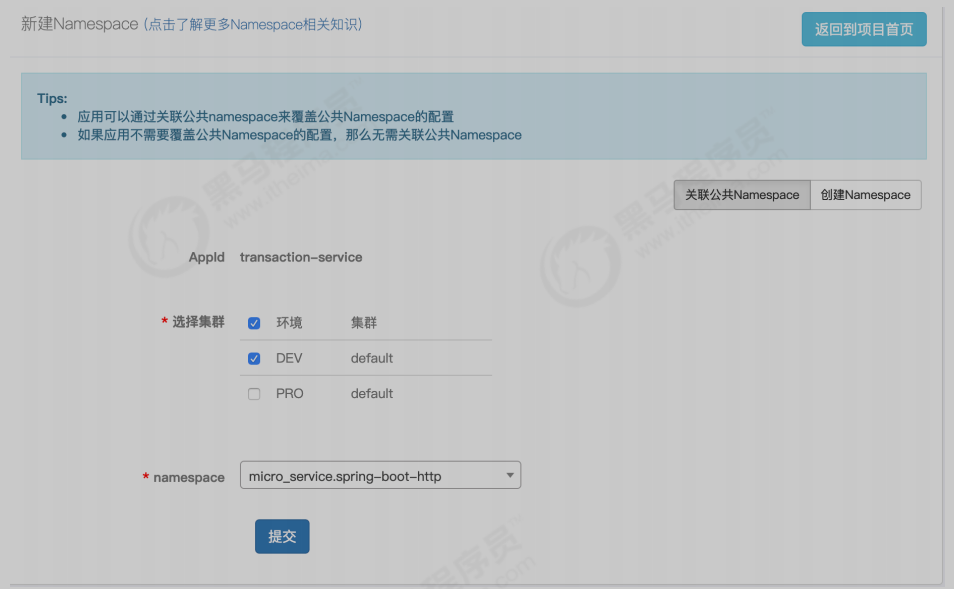 新建Namespace (点击了解更多Namespace相关知识)
返回到项目首页
Tips:
应用可以通过关联公共namespace来覆盖公共Namespace的配置
如果应用不需要覆盖公共Namespace的配置，那么无需关联公共Namespace
关联公共Namespace 创建Namespace
AppId transaction-service
* 选择集群 环境 集群
DEV default
PRO default
* namespace micro_service.spring-boot-http
提交
黑马程序员
www.itheima.com
黑马程序员
www.itheima.com